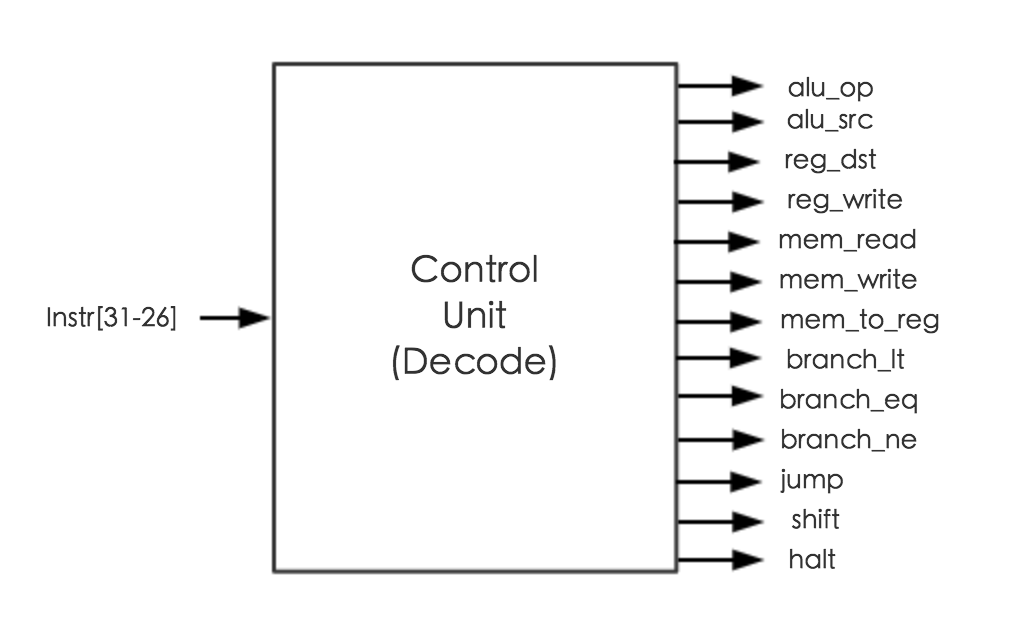 alu_op
alu_src
reg_dst
reg_write
mem_read
mem_write
mem_to_reg
branch_lt
branch_eq
branch_ne
jump
shift
halt
Control
Unit
(Decode)
Instr[31-26]